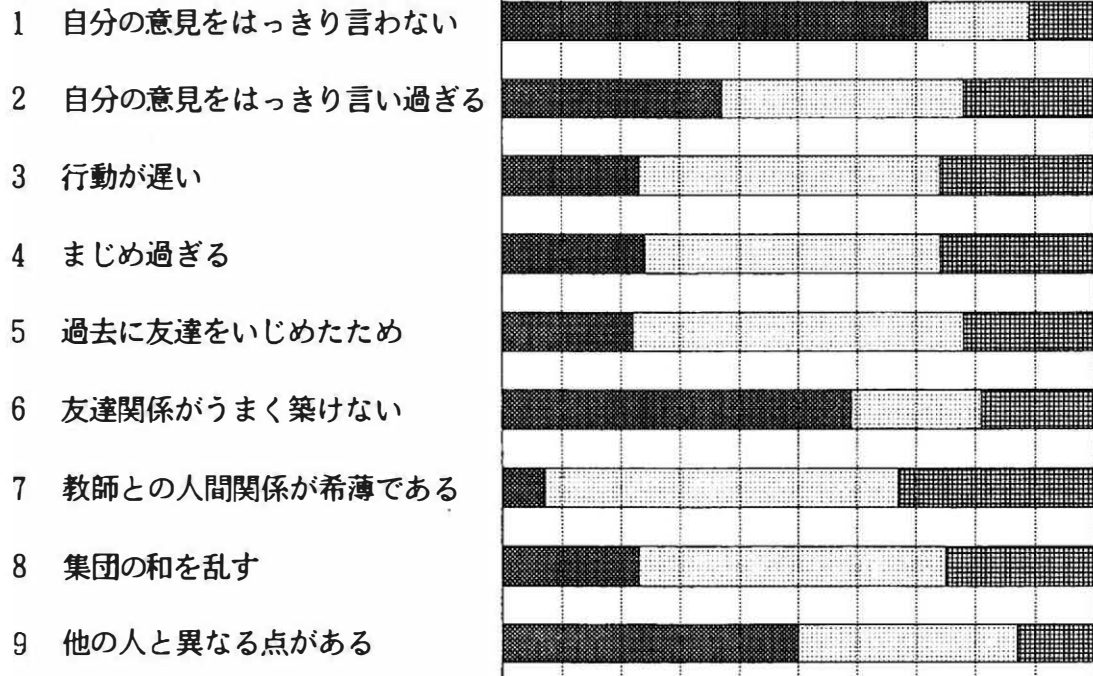 1 自分の意見をはっきり言わない
2 自分の意見をはっきり言い過ぎる
3 行動が遅い
4 まじめ過ぎる
5 過去に友達をいじめたため
6 友達関係がうまく築けない
7 教師との人間関係が希薄である
8 集団の和を乱す
9 他の人と異なる点がある